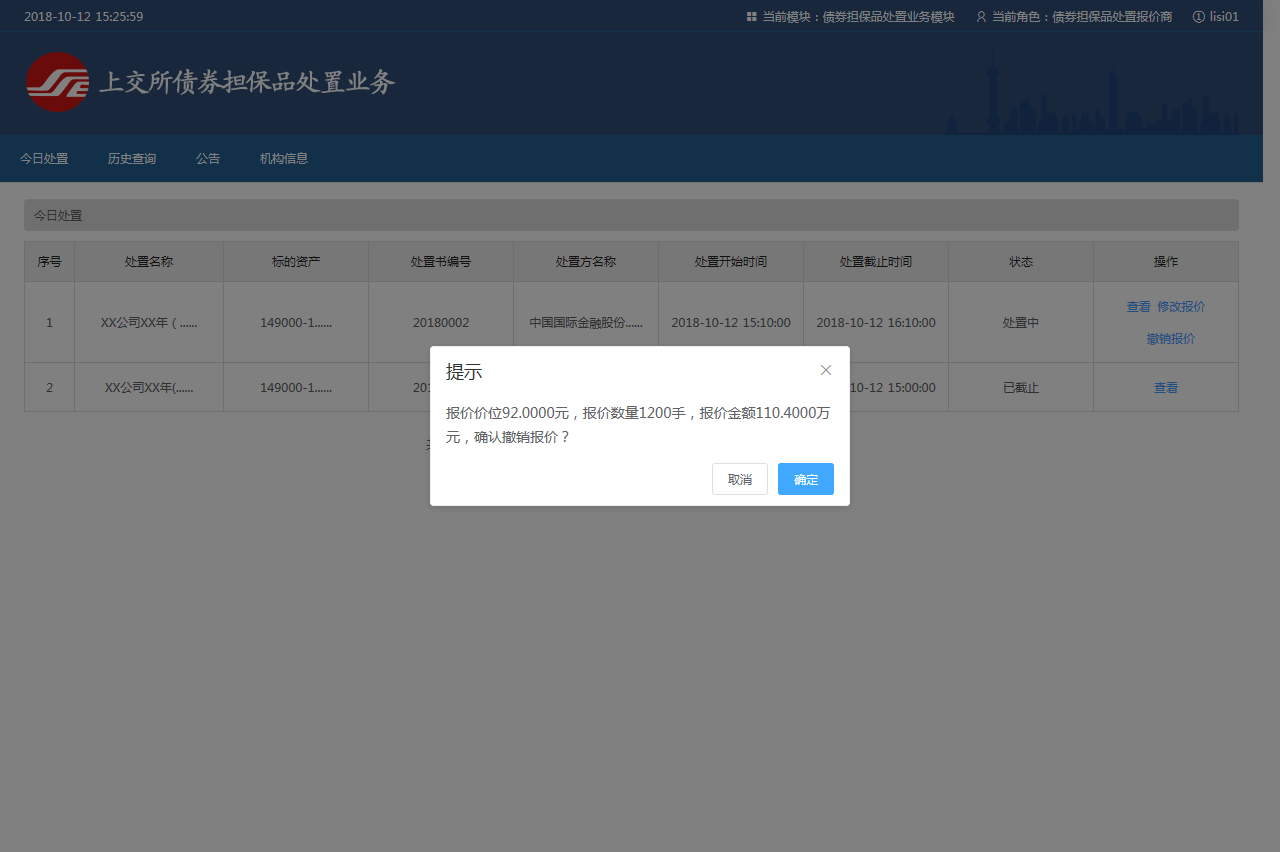 2018-10-12 15:25:59 当前模块：债券担保品处置业务模块 当前角色：债券担保品处置报价商 lisi01
上交所债券担保品处置业务
今日处置 历史查询 公告 机构信息
今日处置
序号 处置名称 标的资产 处置书编号 处置方名称 处置开始时间 处置截止时间 状态 操作
查看 修改报价
1 XX公司XX年 ( ...... 149000-1...... 20180002 中国国际金融股份...... 2018-10-12 15:10:00 2018-10-12 16:10:00 处置中
撤销报价
提示
2 XX公司XX年(...... 149000-1...... 201 10-12 15:00:00 已截止 查看
报价价位92.0000元，报价数量1200手，报价金额110.4000万
元，确认撤销报价？
取消 确定